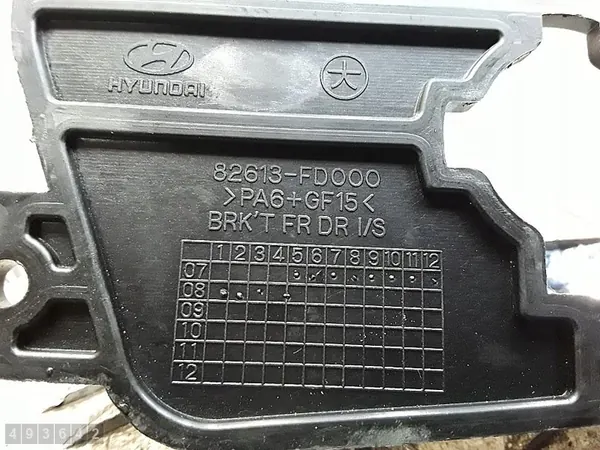 HYUNDAI
大
82613-FD000
>PA6+GF15<
BRK'T FR DR I/S
1 2 3 4 5 6 7 8 9 10 11 12
07
08
09
10
11
12
493642